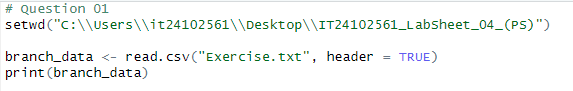 # Question 01
setwd("C:\\Users\\it24102561\\Desktop\\IT24102561_LabSheet_04_(PS)")
branch_data <- read.csv("Exercise.txt", header = TRUE)
print(branch_data)